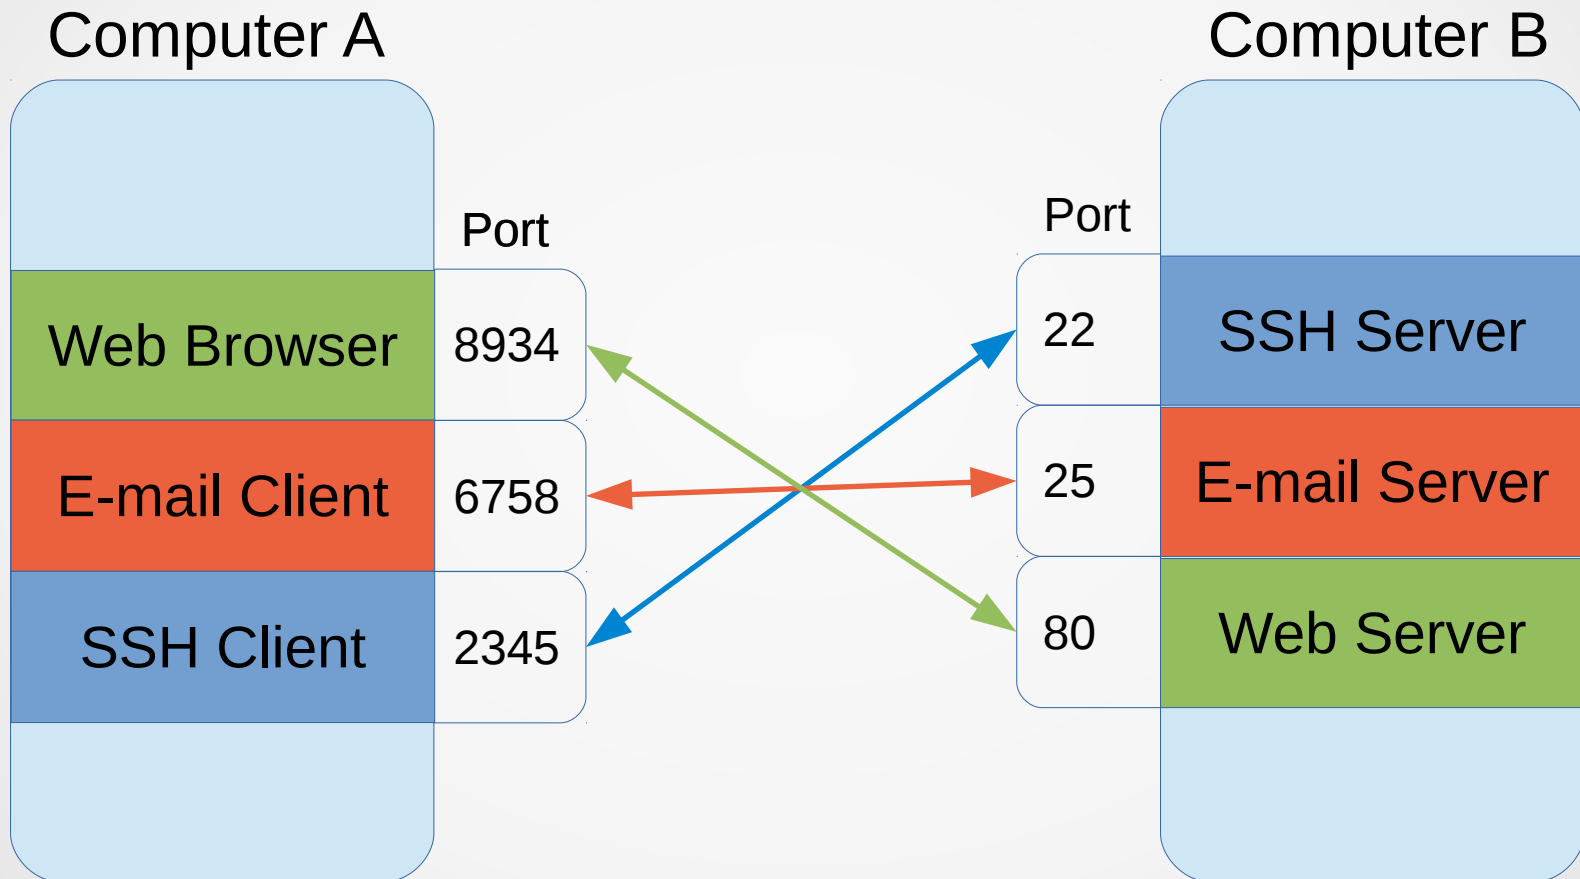 Computer A
Port
Web Browser
8934
E-mail Client
6758
SSH Client
2345
Computer B
Port
22
SSH Server
25
E-mail Server
80
Web Server